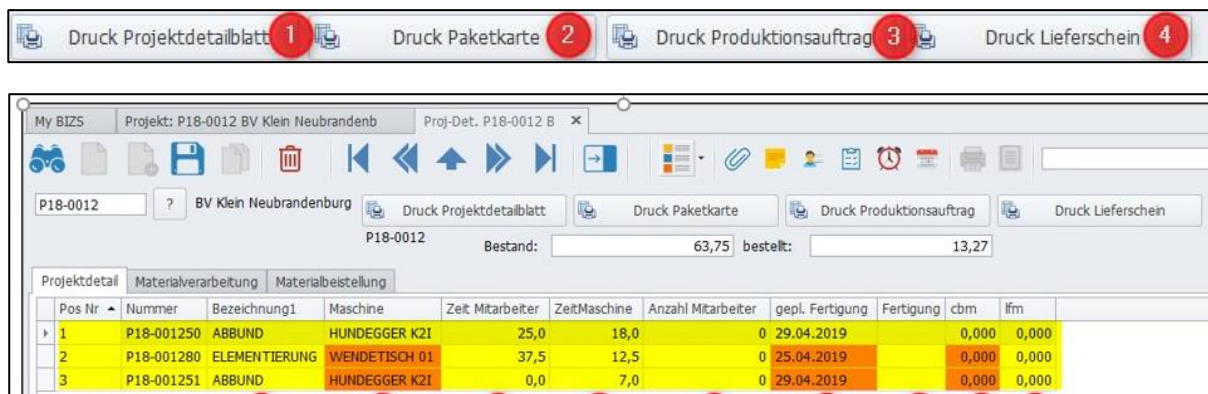 Druck Projektdetailblatt 1 Druck Paketkarte 2 Druck Produktionsauftrag 3 Druck Lieferschein 4
My BIZS Projekt: P18-0012 BV Klein Neubrandenb Proj-Det. P18-0012 B ×
P18-0012 ? BV Klein Neubrandenburg Druck Projektdetailblatt Druck Paketkarte Druck Produktionsauftrag Druck Lieferschein
P18-0012 Bestand: 63,75 bestellt: 13,27
Projektdetail Materialverarbeitung Materialbeistellung
Pos Nr Nummer Bezeichnung1 Maschine Zeit Mitarbeiter ZeitMaschine Anzahl Mitarbeiter gepl. Fertigung Fertigung cbm lfm
1 P18-001250 ABBUND HUNDEGGER K2I 25,0 18,0 0 29.04.2019 0,000 0,000
2 P18-001280 ELEMENTIERUNG WENDETISCH 01 37,5 12,5 0 25.04.2019 0,000 0,000
3 P18-001251 ABBUND HUNDEGGER K2I 0,0 7,0 0 29.04.2019 0,000 0,000